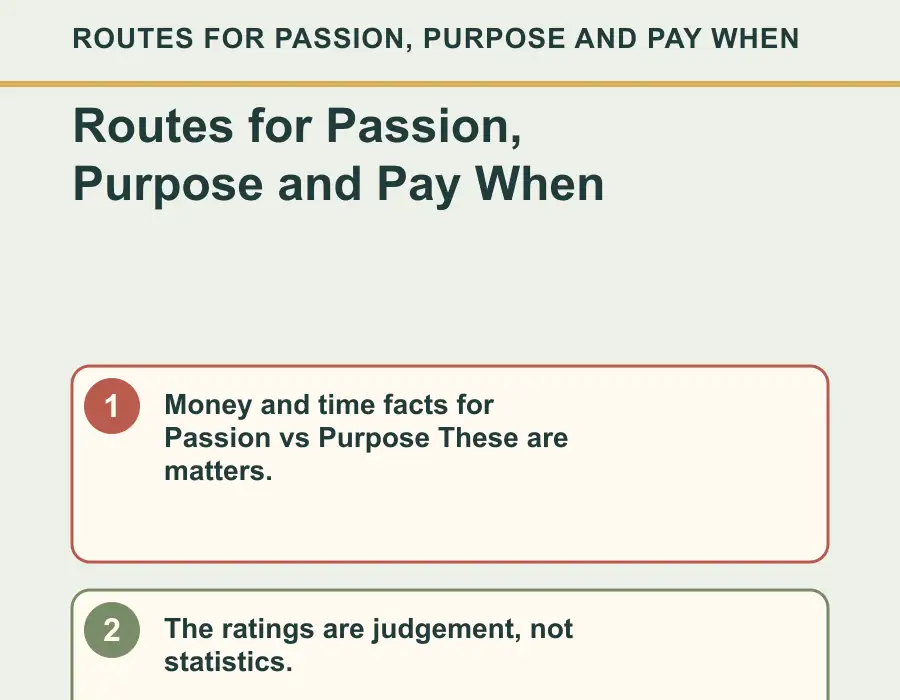 ROUTES FOR PASSION, PURPOSE AND PAY WHEN
Routes for Passion,
Purpose and Pay When
1
Money and time facts for
Passion vs Purpose These are
matters.
2
The ratings are judgement, not
statistics.